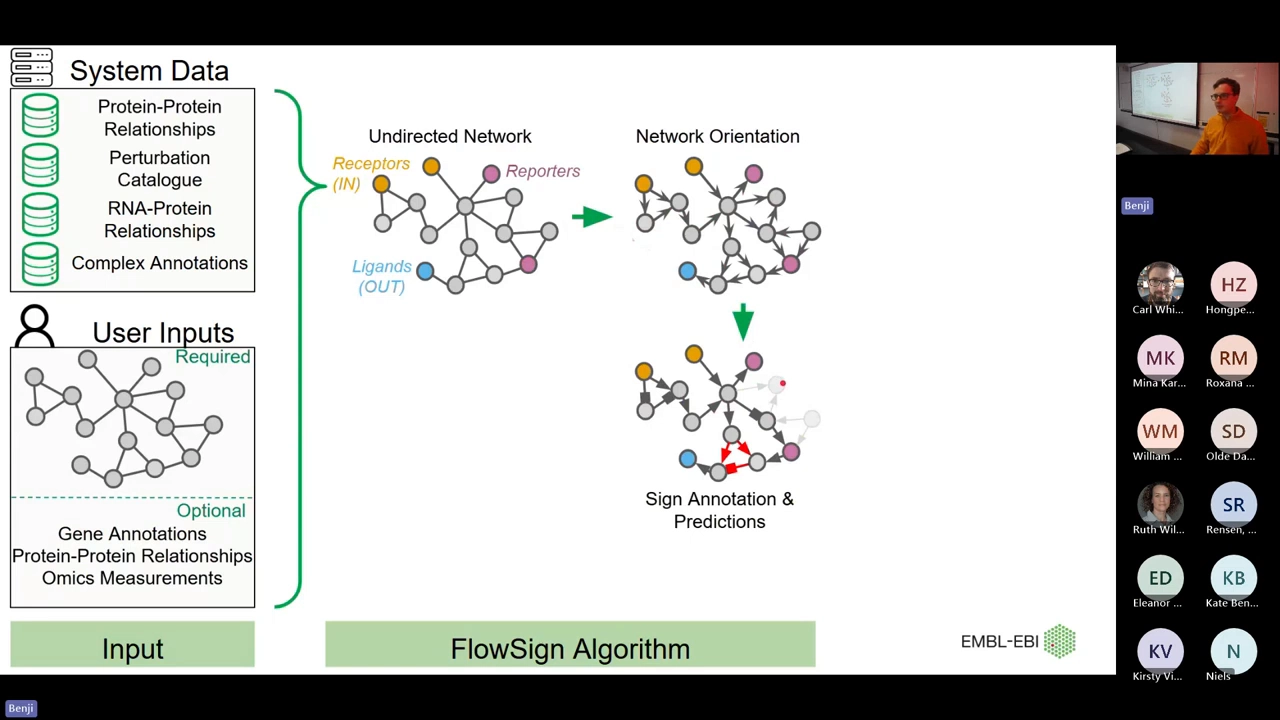 System Data
Protein-Protein
Relationships
Perturbation
Catalogue
RNA-Protein
Relationships
Complex Annotations
User Inputs
Required
Optional
Gene Annotations
Protein-Protein Relationships
Omics Measurements
Input
Undirected Network
Receptors
(IN)
Reporters
Ligands
(OUT)
Network Orientation
Sign Annotation &
Predictions
FlowSign Algorithm
EMBL-EBI
Benji
Carl Whi...
HZ
Hongpe...
MK
Mina Kar...
RM
Roxana ...
WM
William ...
SD
Olde Da...
Ruth Wil...
SR
Rensen, ...
ED
Eleanor ...
KB
Kate Ben...
KV
Kirsty Vi...
N
Niels
Benji